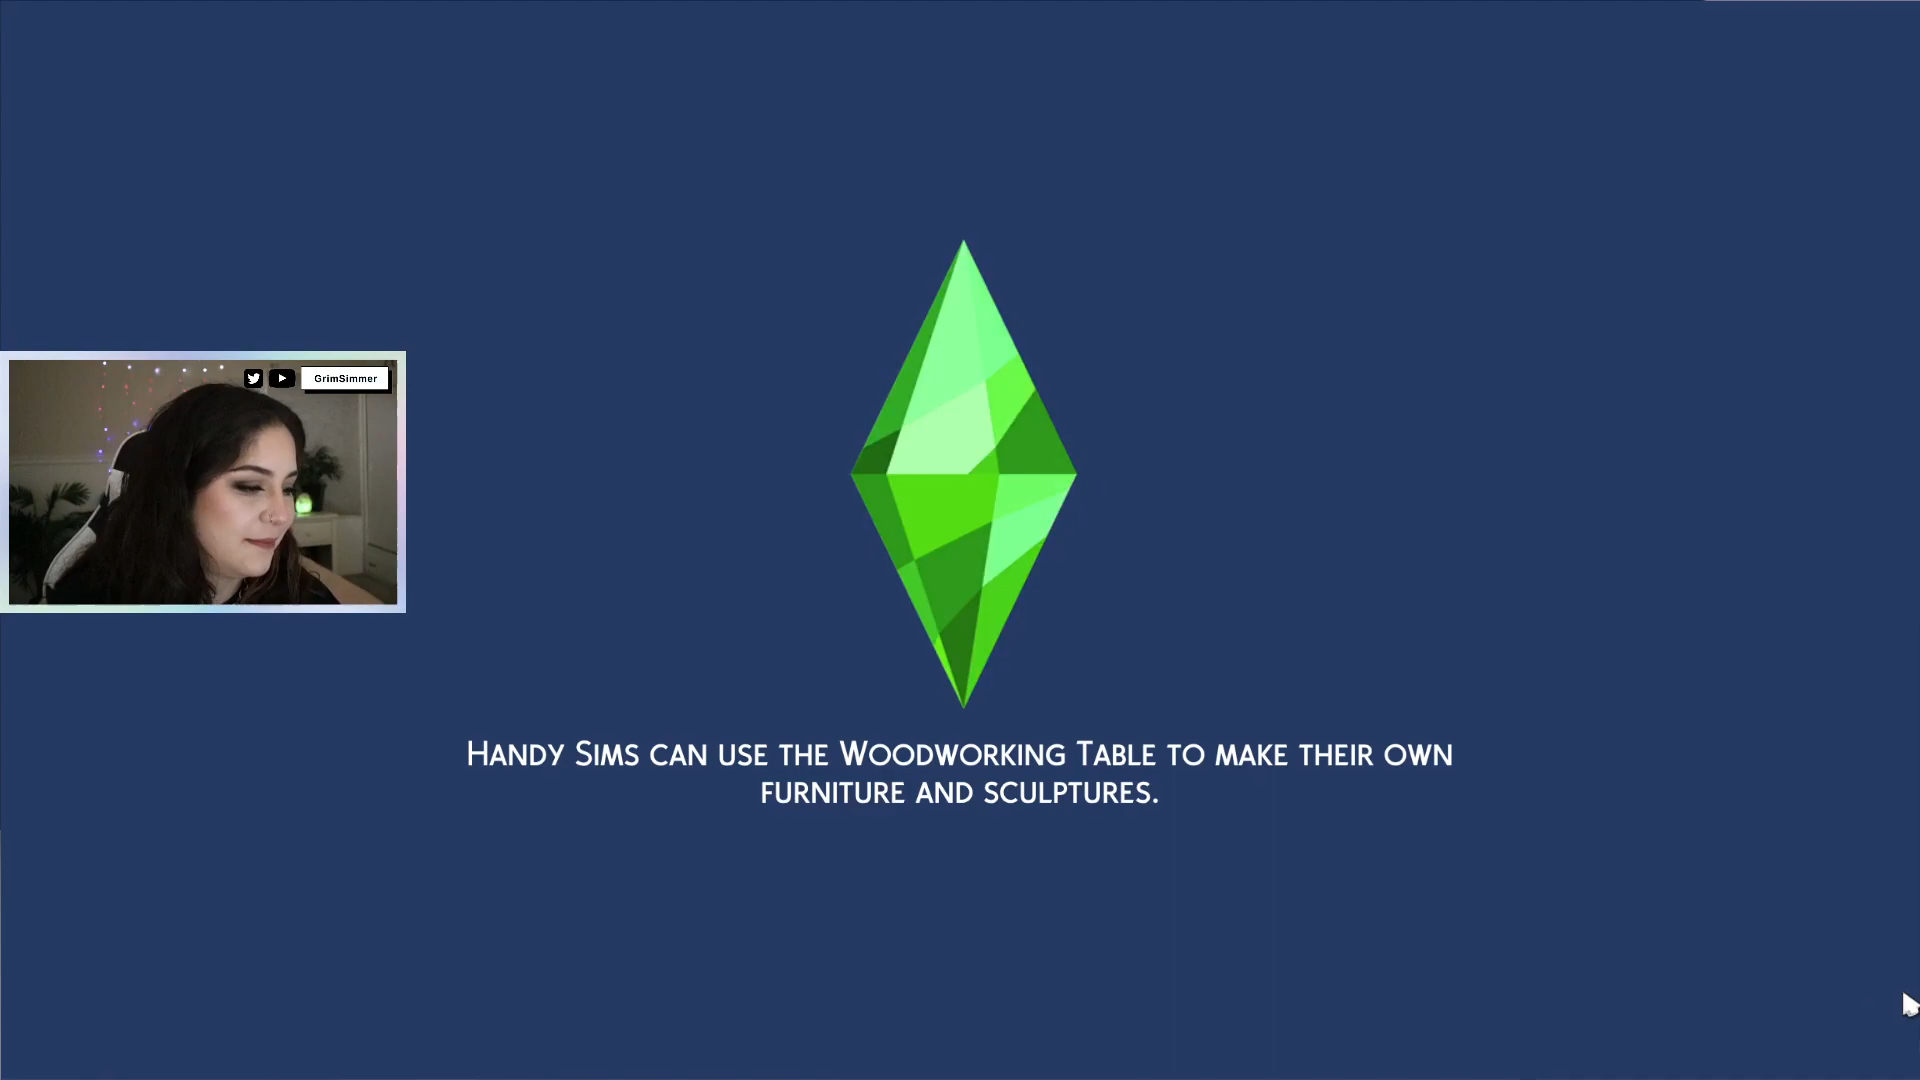 GrimSimmer
HANDY SIMS CAN USE THE WOODWORKING TABLE TO MAKE THEIR OWN
FURNITURE AND SCULPTURES.